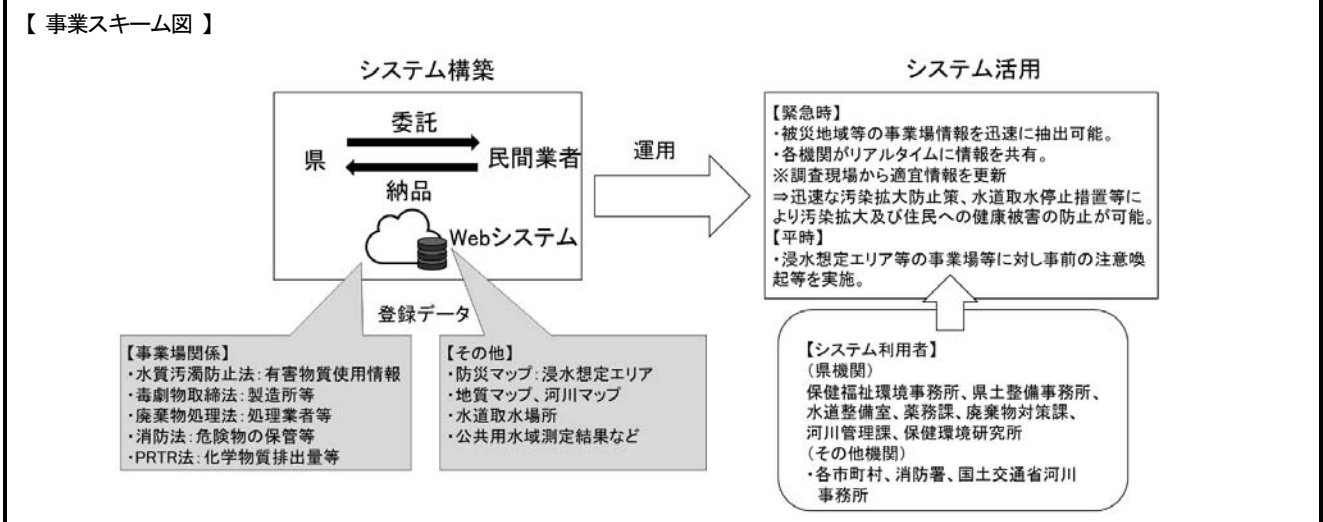 【 事業スキーム図 】
システム構築
委託
県
民間業者
納品
Webシステム
運用
システム活用
【緊急時】
・被災地域等の事業場情報を迅速に抽出可能。
・各機関がリアルタイムに情報を共有。
※調査現場から適宜情報を更新
⇒迅速な汚染拡大防止策、水道取水停止措置等に
より汚染拡大及び住民への健康被害の防止が可能。
【平時】
・浸水想定エリア等の事業場等に対し事前の注意喚
起等を実施。
登録データ
【事業場関係】
・水質汚濁防止法:有害物質使用情報
・毒劇物取締法:製造所等
・廃棄物処理法:処理業者等
・消防法:危険物の保管等
・PRTR法:化学物質排出量等
【その他】
・防災マップ:浸水想定エリア
・地質マップ、河川マップ
・水道取水場所
・公共用水域測定結果など
【システム利用者】
(県機関)
保健福祉環境事務所、県土整備事務所、
水道整備室、薬務課、廃棄物対策課、
河川管理課、保健環境研究所
(その他機関)
・各市町村、消防署、国土交通省河川
事務所